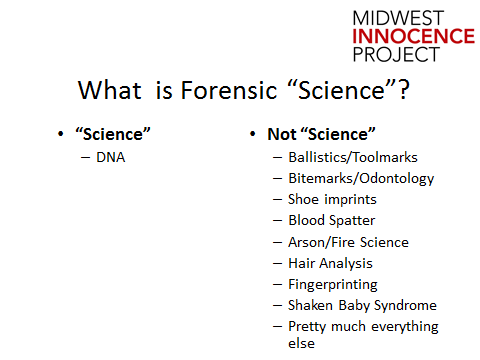 MIDWEST
INNOCENCE
PROJECT
What is Forensic “Science”?
• “Science”
– DNA
• Not “Science”
– Ballistics/Toolmarks
– Bitemarks/Odontology
– Shoe imprints
– Blood Spatter
– Arson/Fire Science
– Hair Analysis
– Fingerprinting
– Shaken Baby Syndrome
– Pretty much everything
else